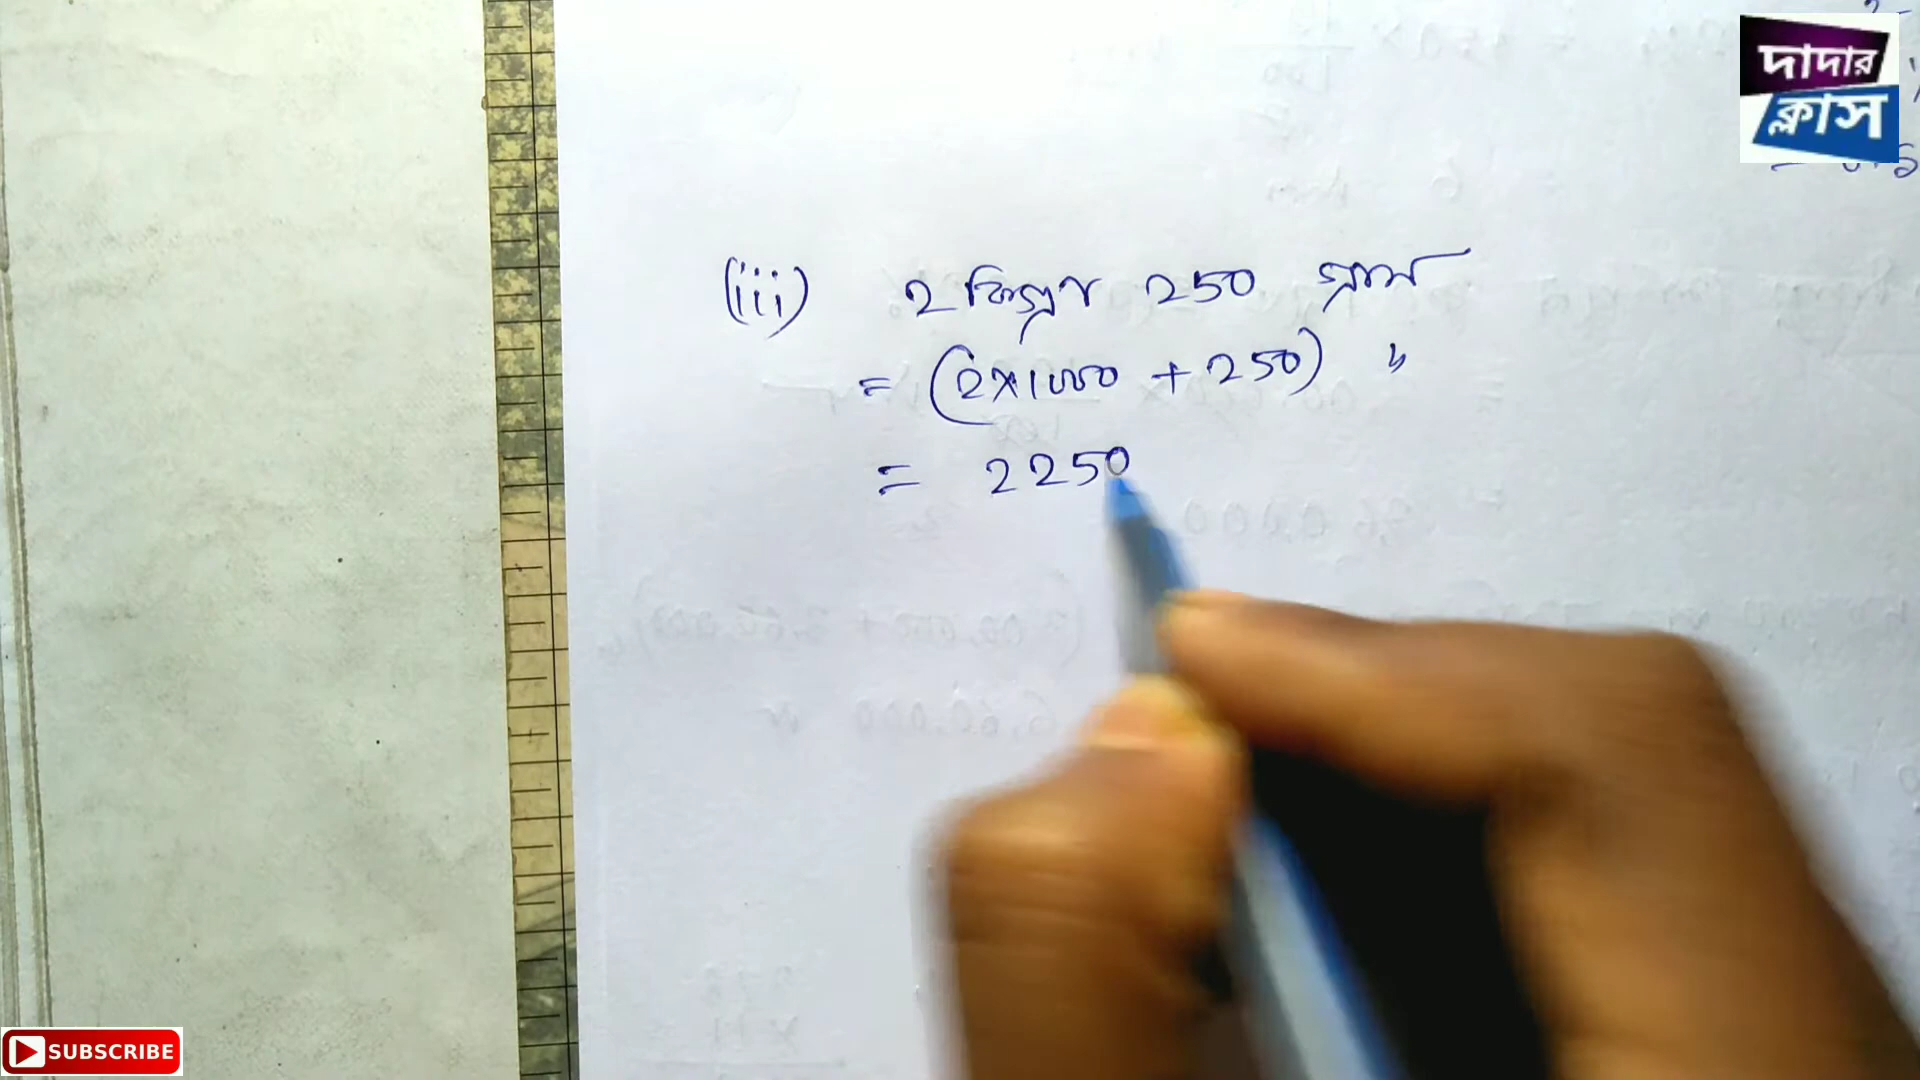 দাদার
ক্লাস
(iii) 2 কিগ্রা 250 গ্রাম
= (2×1000 + 250) "
= 2250
SUBSCRIBE